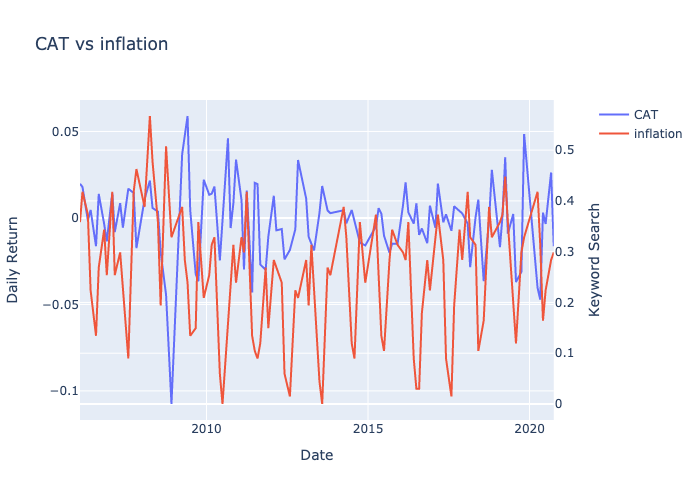 CAT vs inflation
CAT
inflation
0.05
0
−0.05
−0.1
0.5
0.4
0.3
0.2
0.1
0
2010
2015
2020
Date
Daily Return
Keyword Search